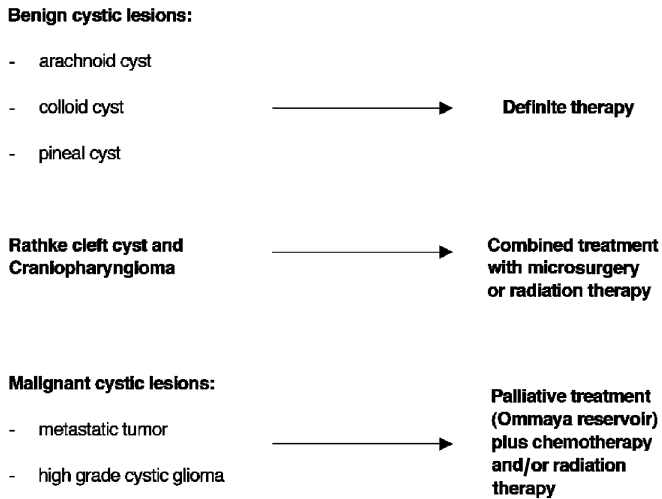 Benign cystic lesions:
- arachnoid cyst
- colloid cyst
Definite therapy
- pineal cyst
Rathke cleft cyst and
Craniopharyngioma
Combined treatment
with microsurgery
or radiation therapy
Malignant cystic lesions:
- metastatic tumor
- high grade cystic glioma
Palliative treatment
(Ommaya reservoir)
plus chemotherapy
and/or radiation
therapy